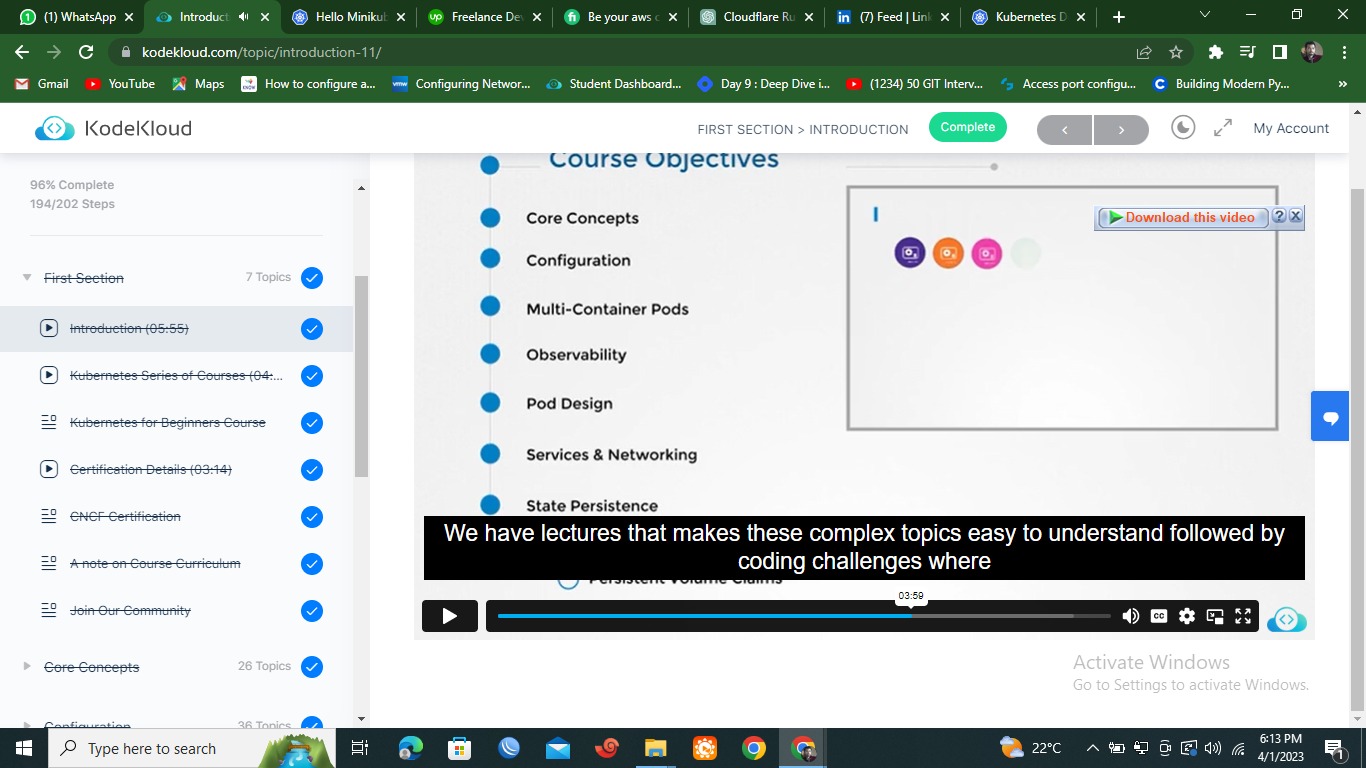 (1) WhatsApp
Introduct
Hello Minikub
Freelance De
Be your aws c
Cloudflare Ru
(7) Feed | Link
Kubernetes D
kodekloud.com/topic/introduction-11/
Gmail
YouTube
Maps
How to configure a...
Configuring Networ...
Student Dashboard...
Day 9 : Deep Dive i...
(1234) 50 GIT Interv...
Access port configu...
Building Modern Py...
»
KodeKloud
FIRST SECTION > INTRODUCTION
Complete
<
>
My Account
96% Complete
194/202 Steps
First Section
7 Topics
Introduction (05:55)
Kubernetes Series of Courses (04:...
Kubernetes for Beginners Course
Certification Details (03:14)
CNCF Certification
A note on Course Curriculum
Join Our Community
Core Concepts
26 Topics
Configuration
36 Topics
Course Objectives
Core Concepts
Configuration
Multi-Container Pods
Observability
Pod Design
Services & Networking
State Persistence
Persistent Volume Claims
Download this video
?
X
We have lectures that makes these complex topics easy to understand followed by
coding challenges where
03:59
CC
Activate Windows
Go to Settings to activate Windows.
Type here to search
22°C
6:13 PM
4/1/2023
1